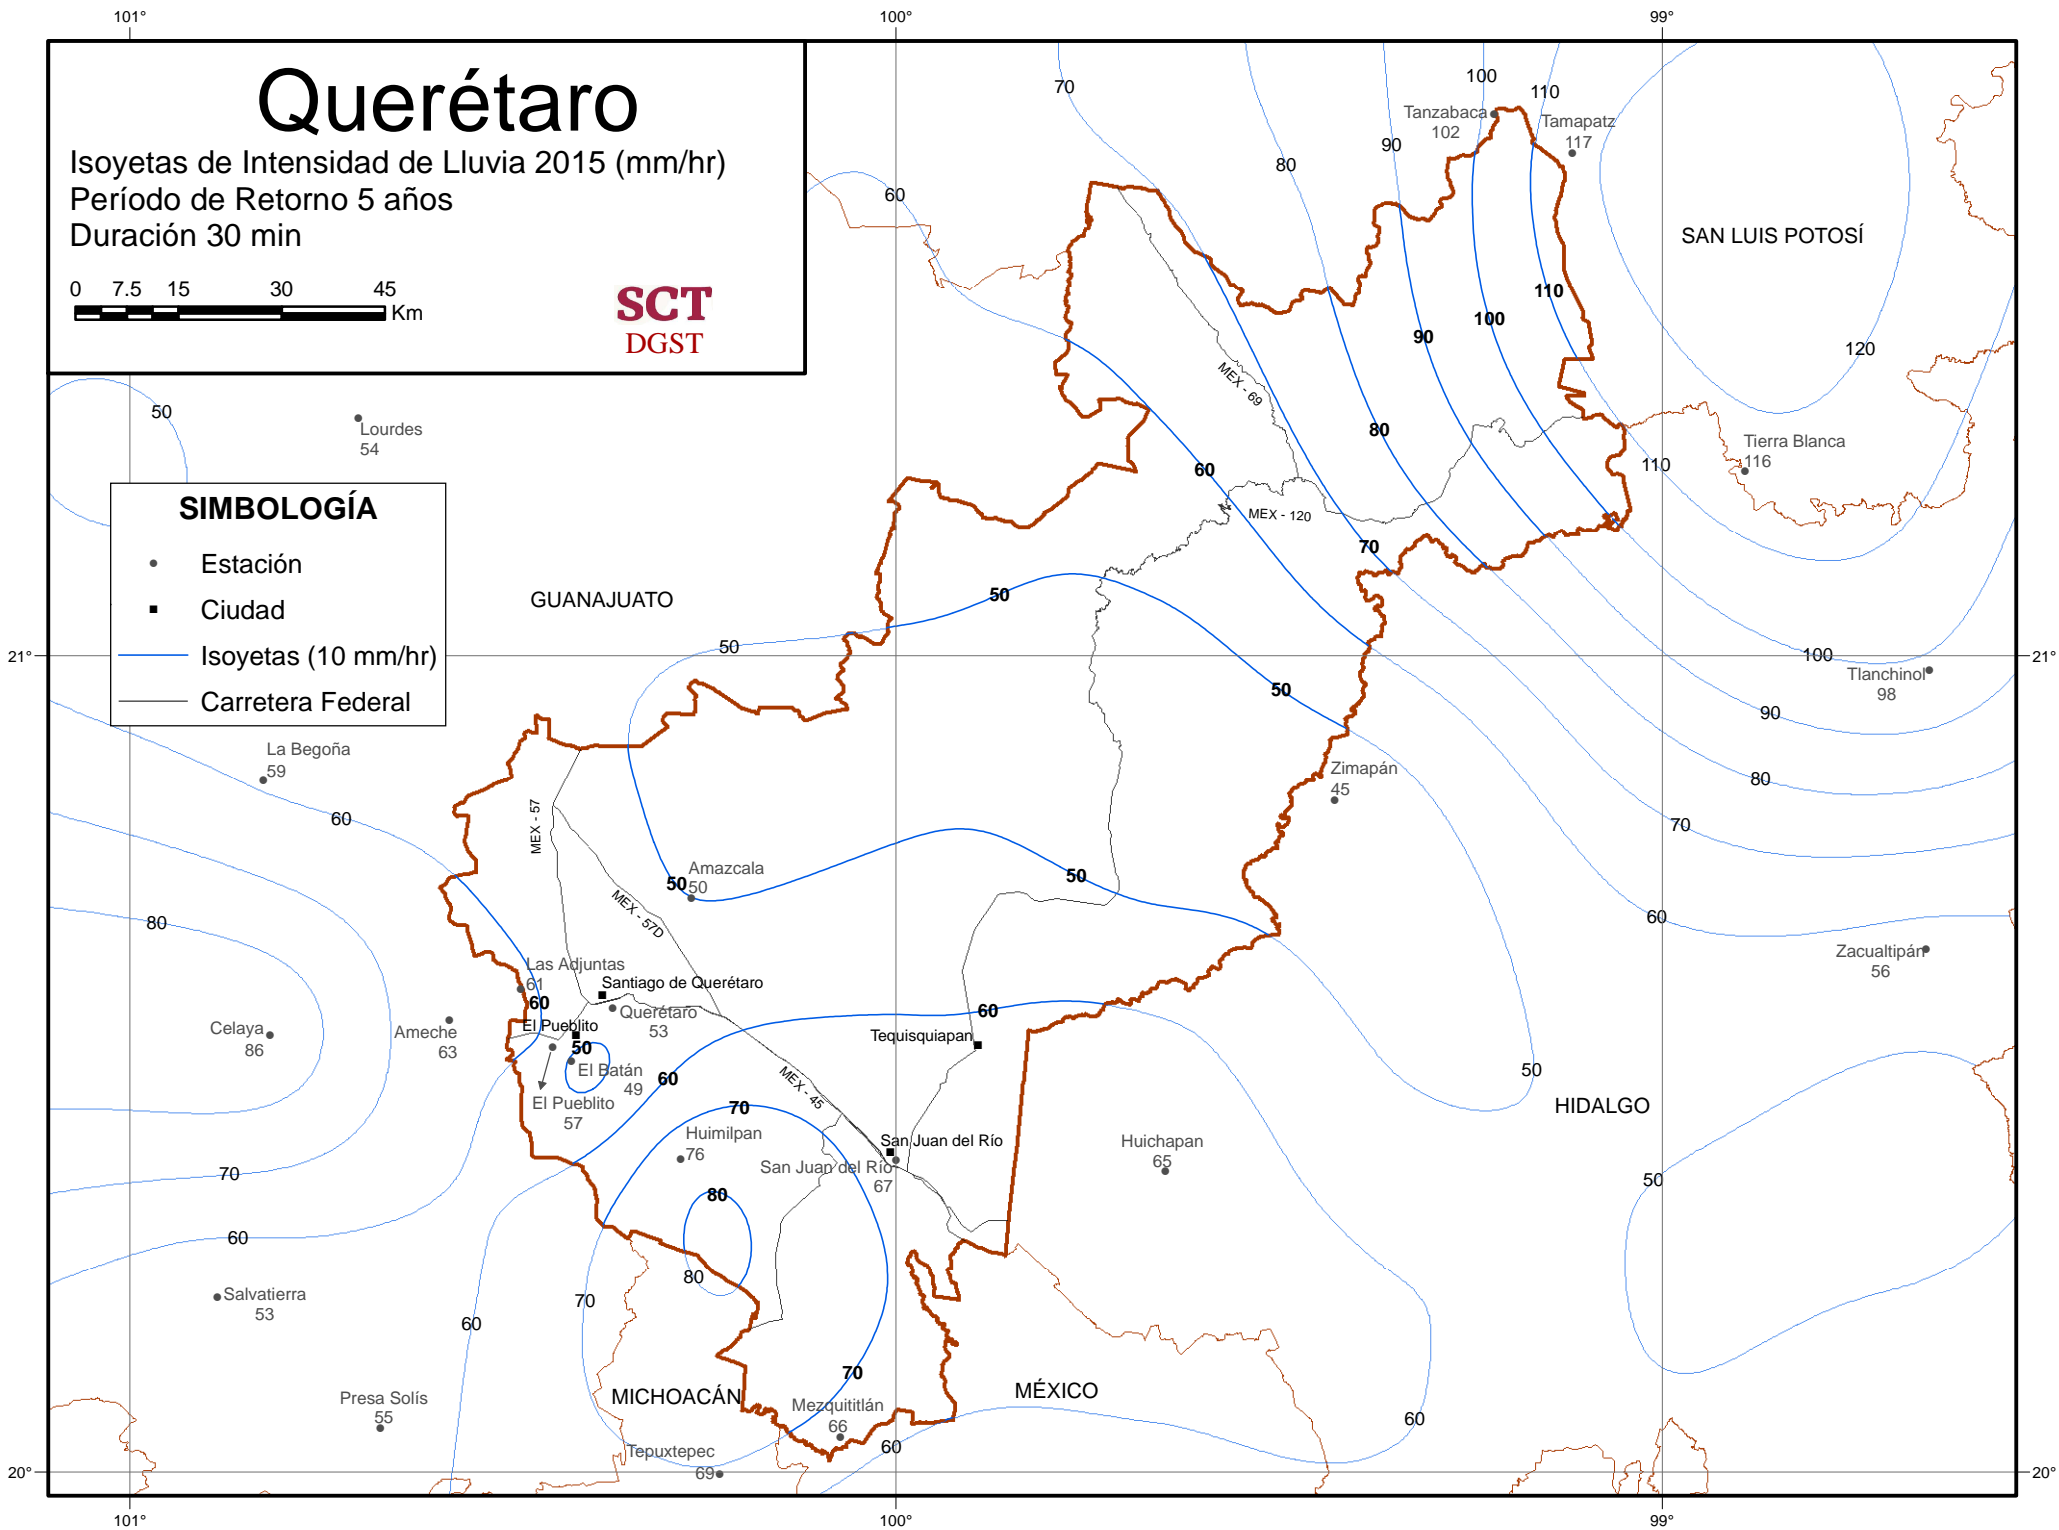 101°
100°
99°
Querétaro
Isoyetas de Intensidad de Lluvia 2015 (mm/hr)
Período de Retorno 5 años
Duración 30 min
0 7.5 15 30 45
Km
SCT
DGST
70
100
110
Tanzabaca
102
Tamapatz
117
90
80
60
SAN LUIS POTOSÍ
110
100
90
120
MEX - 69
50
Lourdes
54
80
Tierra Blanca
116
60
110
SIMBOLOGÍA
Estación
Ciudad
Isoyetas (10 mm/hr)
Carretera Federal
MEX - 120
70
GUANAJUATO
50
50
21°
100
21°
Tlanchinol
98
50
90
La Begoña
59
Zimapán
45
80
60
MEX - 57
70
Amazcala
50
50
50
80
MEX - 57D
60
Zacualtipán
56
Las Adjuntas
61
Santiago de Querétaro
60
Querétaro
53
60
Celaya
86
Ameche
63
El Pueblito
Tequisquiapan
50
El Batán
49
60
50
MEX - 45
El Pueblito
57
70
HIDALGO
Huimilpan
76
San Juan del Río
San Juan del Río
67
Huichapan
65
70
80
50
60
80
Salvatierra
53
70
60
70
MICHOACÁN
MÉXICO
Presa Solís
55
Mezquititlán
66
60
60
Tepuxtepec
69
20°
20°
101°
100°
99°